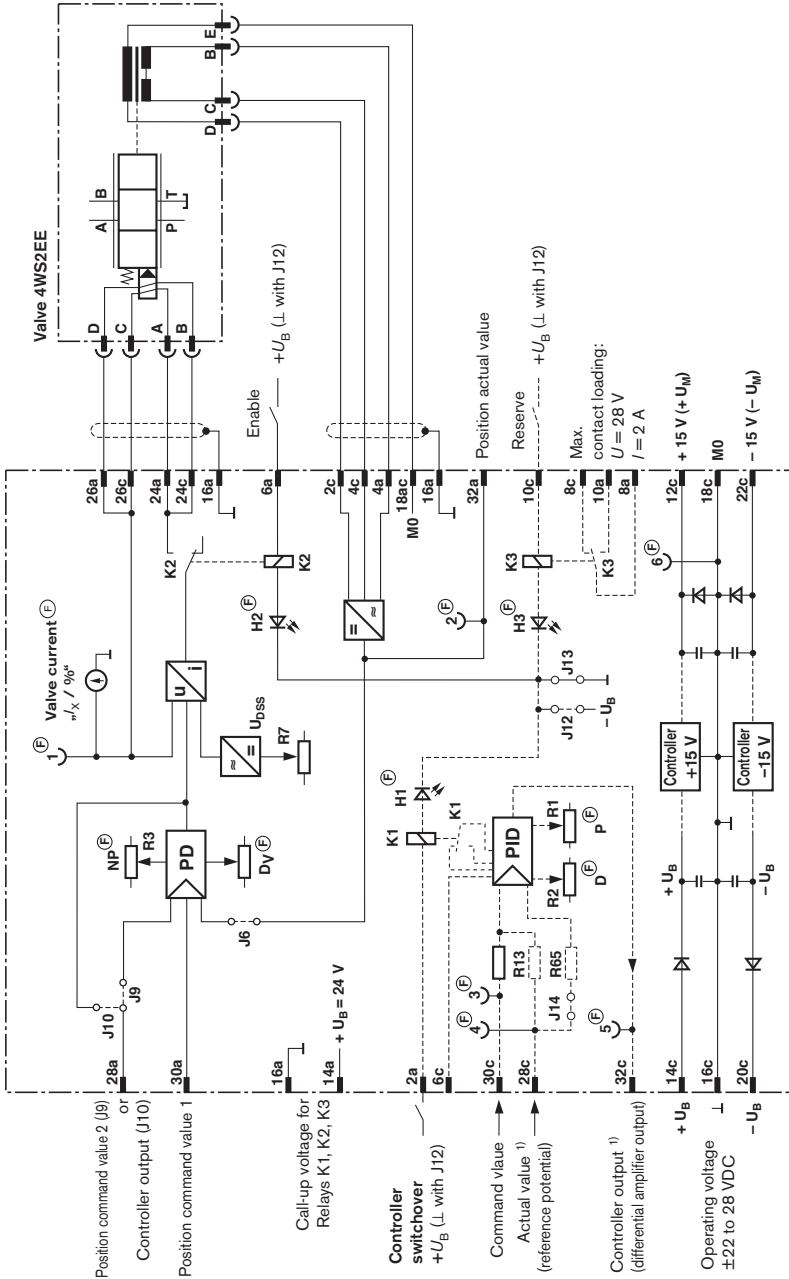 Valve 4WS2EE
A
B
P
T
D
C
A
B
D
C
B
E
Position command value 2 (J9)
or
Controller output (J10)
Position command value 1
Call-up voltage for
Relays K1, K2, K3
Controller
switchover
+U_B (⊥ with J12)
Command vlaue
Actual value 1)
(reference potential)
Controller output 1)
(differential amplifier output)
+ U_B
Operating voltage
⊥
±22 to 28 VDC
– U_B
28a
30a
16a
14a
+ U_B = 24 V
2a
6c
30c
28c
32c
14c
16c
20c
J10
J9
J6
NP Ⓕ
R3
PD
Dv Ⓕ
1 Ⓕ
Valve current Ⓕ
„I_X / %“
u
i
U_DSS
≈
=
R7
K2
H2 Ⓕ
K2
=
≈
2 Ⓕ
K1
H1 Ⓕ
K1
PID
R2
D Ⓕ
R1
P Ⓕ
3 Ⓕ
4 Ⓕ
R13
R65
J14
5 Ⓕ
J12
– U_B
J13
H3 Ⓕ
K3
K3
+ U_B
– U_B
Controller
+15 V
Controller
–15 V
6 Ⓕ
26a
26c
24a
24c
16a
6a
Enable
+U_B (⊥ with J12)
2c
4c
4a
18ac
M0
16a
32a
Position actual value
10c
Reserve
+U_B (⊥ with J12)
8c
10a
8a
Max.
contact loading:
U = 28 V
I = 2 A
12c
+ 15 V (+ U_M)
18c
M0
22c
– 15 V (– U_M)